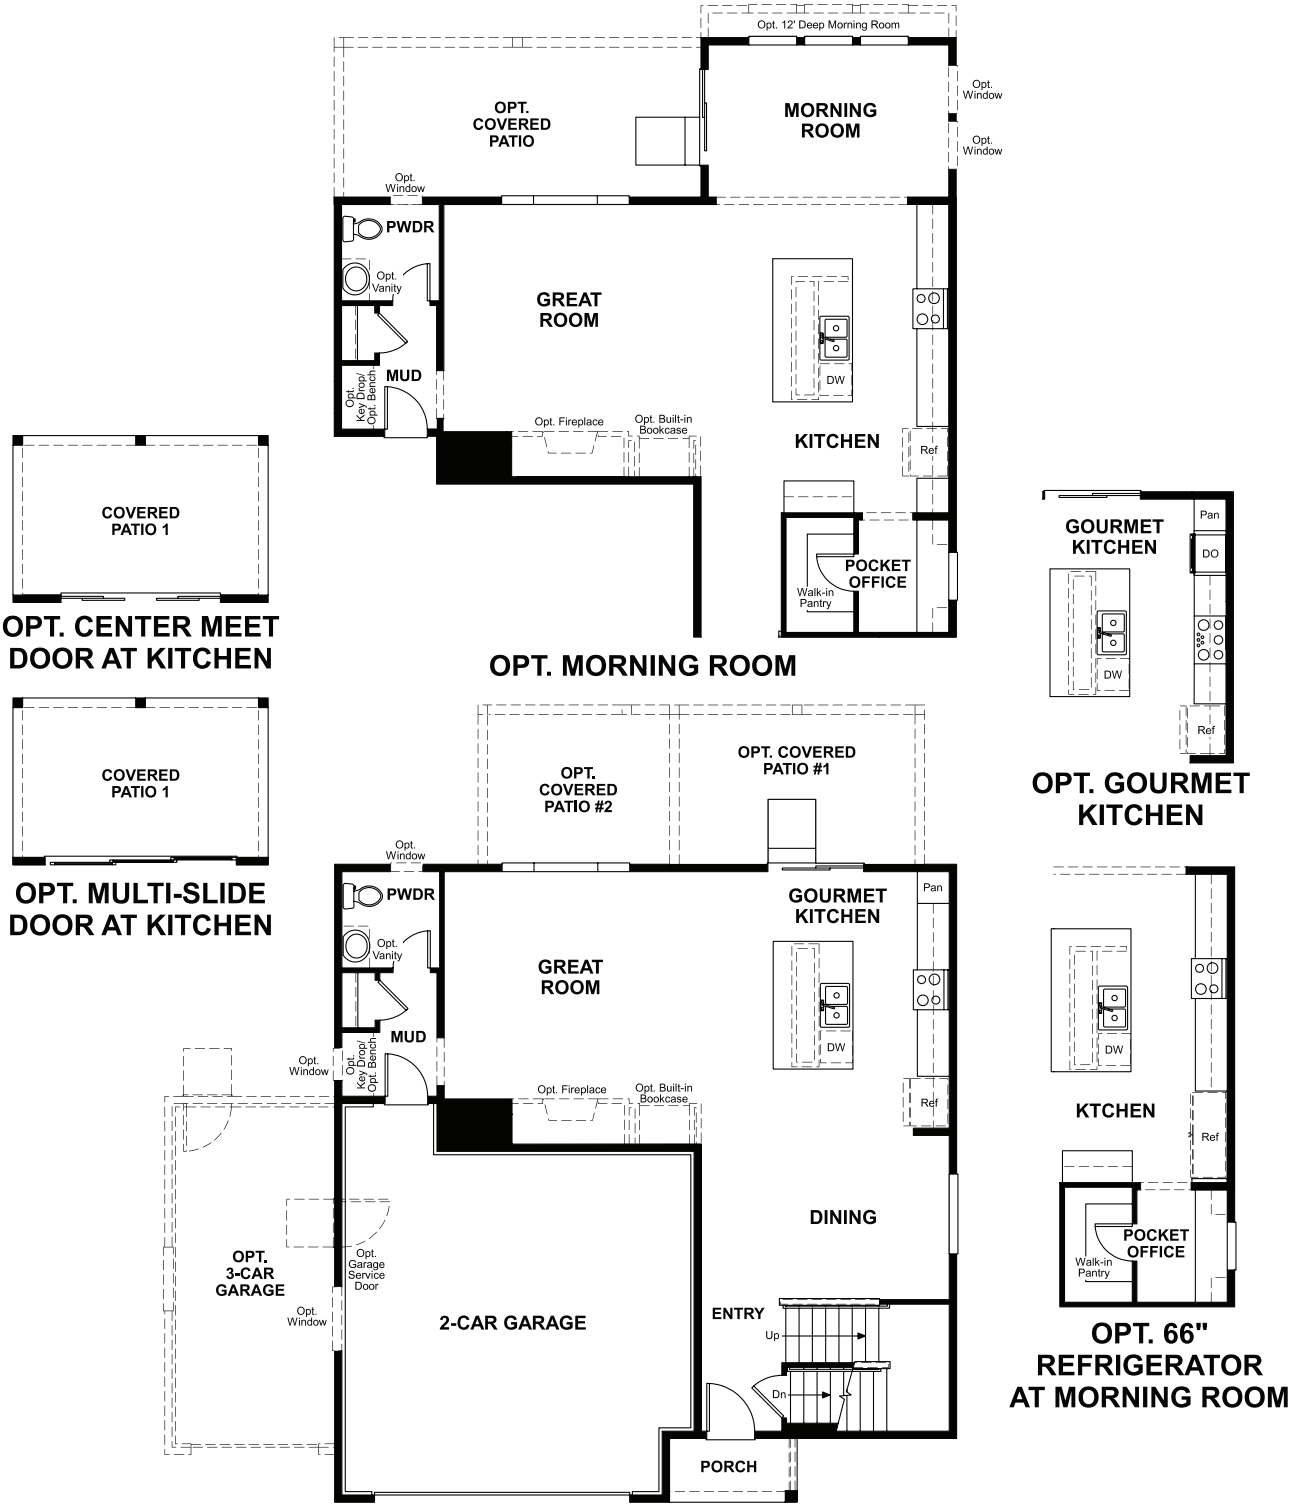 Opt. 12' Deep Morning Room
OPT.
COVERED
PATIO
MORNING
ROOM
Opt.
Window
Opt.
Window
Opt.
Window
PWDR
Opt.
Vanity
GREAT
ROOM
MUD
Opt.
Key Drop/
Opt. Bench
DW
Opt. Fireplace
Opt. Built-in
Bookcase
KITCHEN
Ref
POCKET
OFFICE
Walk-in
Pantry
OPT. MORNING ROOM
COVERED
PATIO 1
OPT. CENTER MEET
DOOR AT KITCHEN
COVERED
PATIO 1
OPT. MULTI-SLIDE
DOOR AT KITCHEN
GOURMET
KITCHEN
Pan
DO
DW
Ref
OPT. GOURMET
KITCHEN
OPT.
COVERED
PATIO #2
OPT. COVERED
PATIO #1
Opt.
Window
PWDR
Opt.
Vanity
GOURMET
KITCHEN
Pan
GREAT
ROOM
MUD
Opt.
Window
Opt.
Key Drop/
Opt. Bench
DW
Opt. Fireplace
Opt. Built-in
Bookcase
Ref
DINING
OPT.
3-CAR
GARAGE
Opt.
Garage
Service
Door
Opt.
Window
2-CAR GARAGE
ENTRY
Up
Dn
PORCH
DW
KTCHEN
Ref
POCKET
OFFICE
Walk-in
Pantry
OPT. 66"
REFRIGERATOR
AT MORNING ROOM